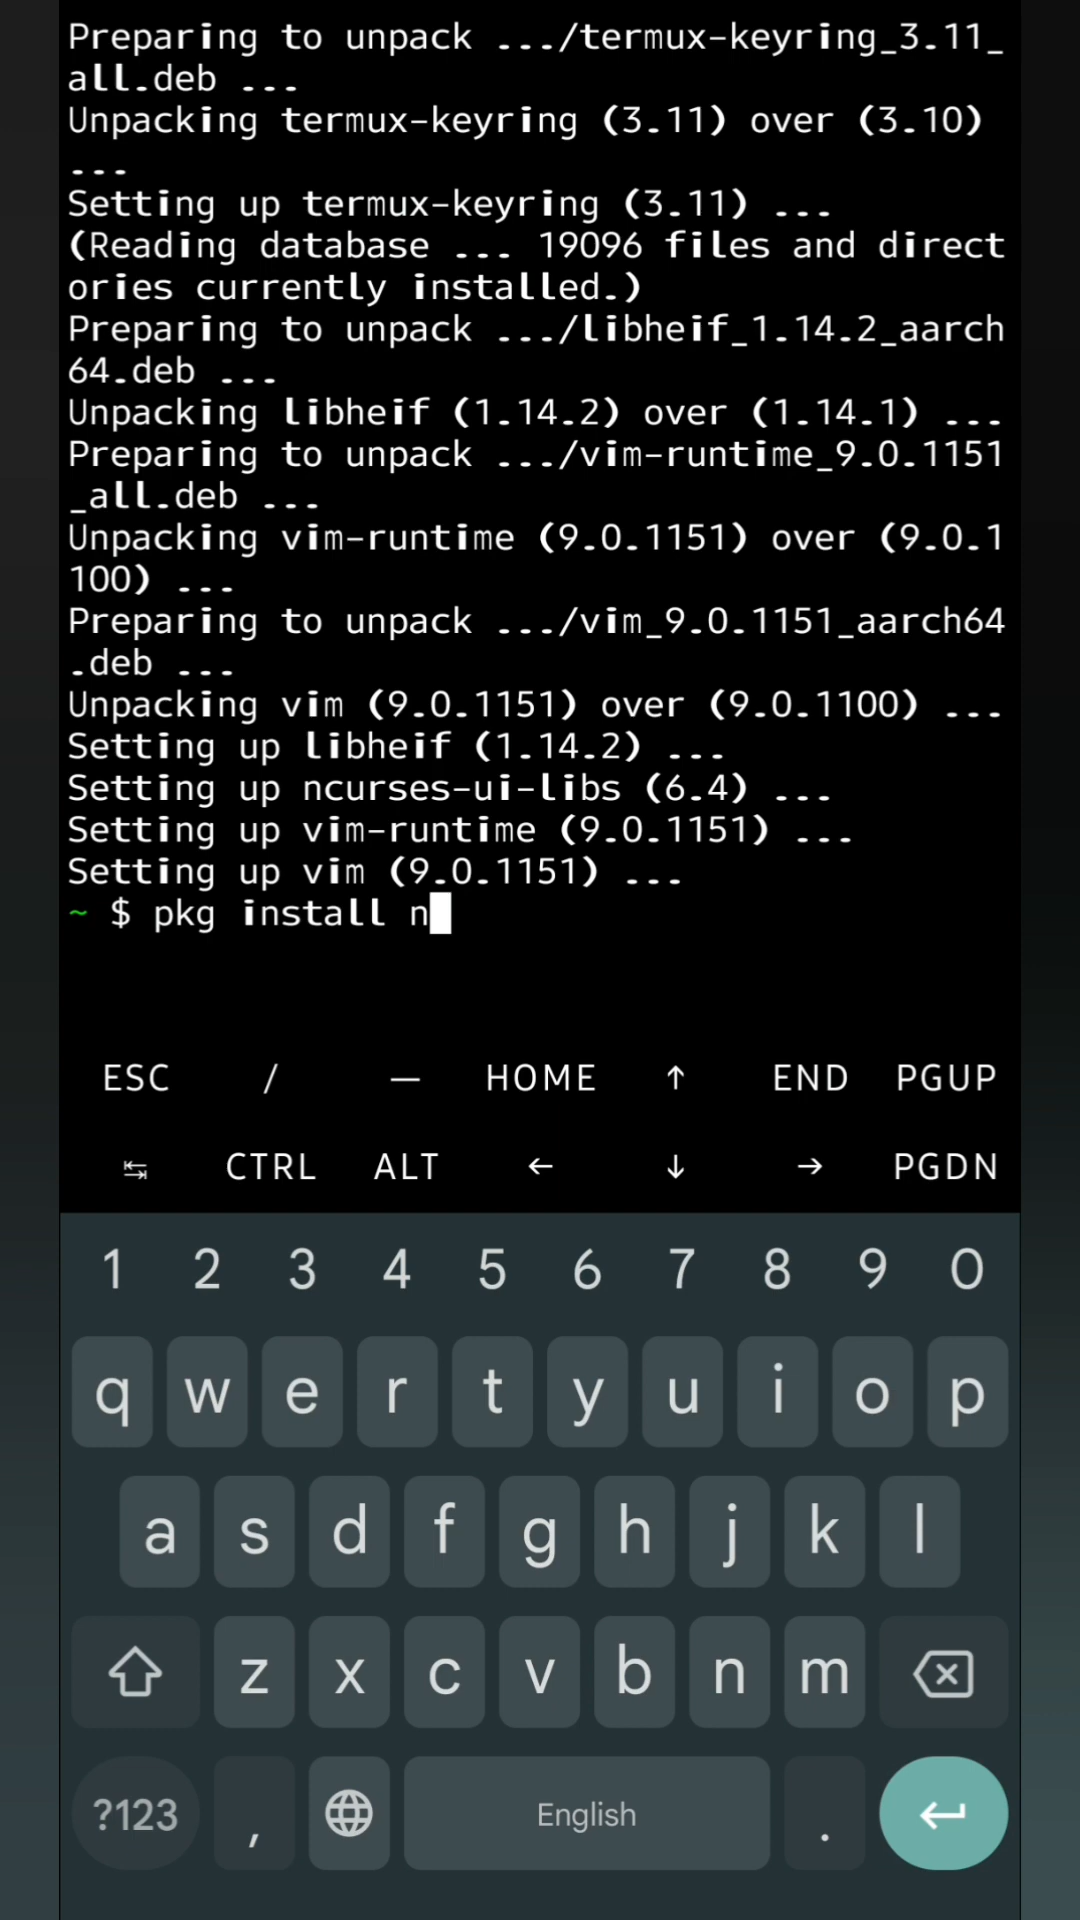 Preparing to unpack .../termux-keyring_3.11_
all.deb ...
Unpacking termux-keyring (3.11) over (3.10)
...
Setting up termux-keyring (3.11) ...
(Reading database ... 19096 files and direct
ories currently installed.)
Preparing to unpack .../libheif_1.14.2_aarch
64.deb ...
Unpacking libheif (1.14.2) over (1.14.1) ...
Preparing to unpack .../vim-runtime_9.0.1151
_all.deb ...
Unpacking vim-runtime (9.0.1151) over (9.0.1
100) ...
Preparing to unpack .../vim_9.0.1151_aarch64
.deb ...
Unpacking vim (9.0.1151) over (9.0.1100) ...
Setting up libheif (1.14.2) ...
Setting up ncurses-ui-libs (6.4) ...
Setting up vim-runtime (9.0.1151) ...
Setting up vim (9.0.1151) ...
~ $ pkg install n
ESC / — HOME ↑ END PGUP
↹ CTRL ALT ← ↓ → PGDN
1 2 3 4 5 6 7 8 9 0
q w e r t y u i o p
a s d f g h j k l
z x c v b n m
?123 , English .